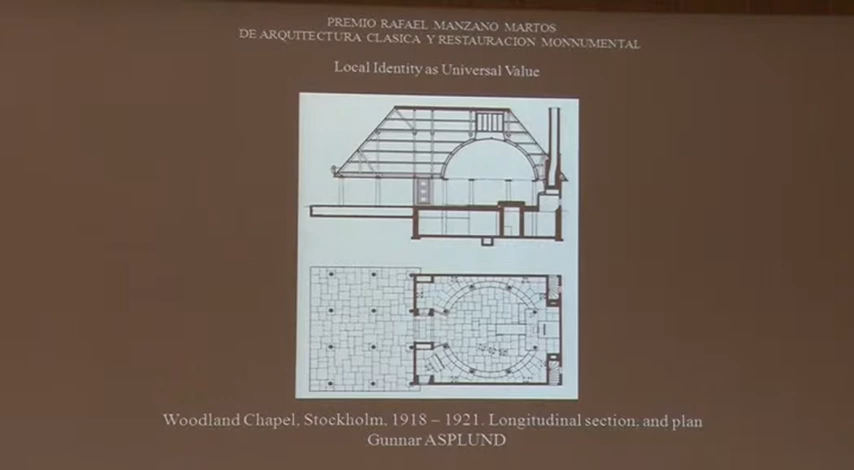 PREMIO RAFAEL MANZANO MARTOS
DE ARQUITECTURA CLASICA Y RESTAURACION MONNUMENTAL
Local Identity as Universal Value
Woodland Chapel, Stockholm, 1918 – 1921. Longitudinal section, and plan
Gunnar ASPLUND